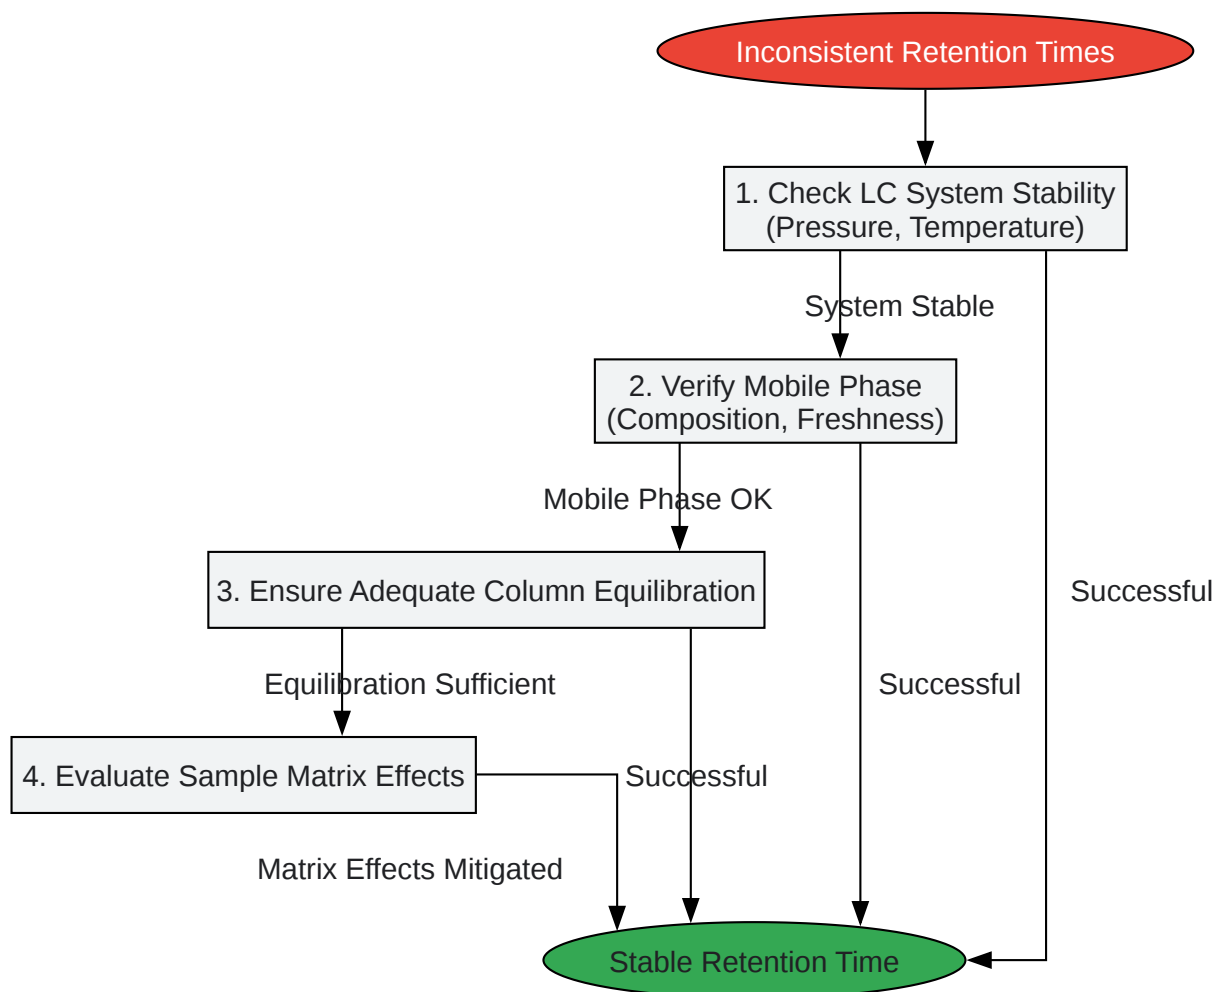 Inconsistent Retention Times
1. Check LC System Stability
(Pressure, Temperature)
System Stable
2. Verify Mobile Phase
(Composition, Freshness)
Mobile Phase OK
3. Ensure Adequate Column Equilibration
Successful
Equilibration Sufficient
Successful
4. Evaluate Sample Matrix Effects
Successful
Matrix Effects Mitigated
Stable Retention Time